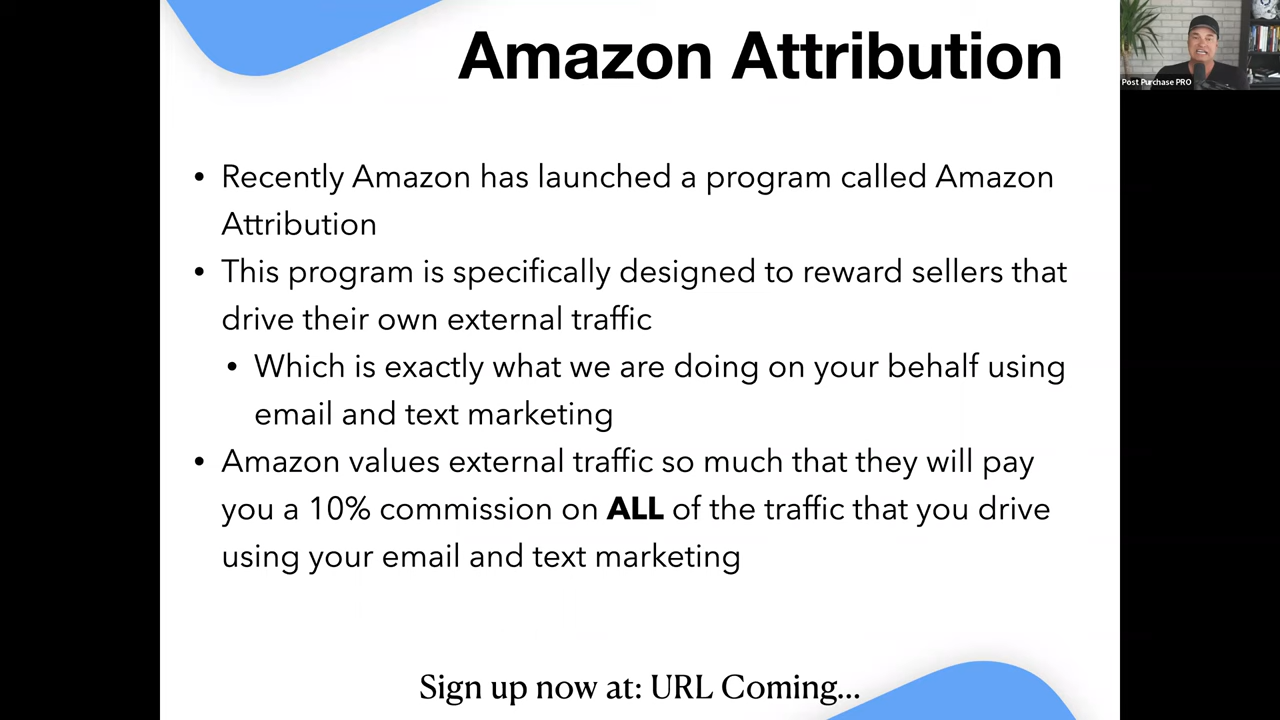 Amazon Attribution
Post Purchase PRO
• Recently Amazon has launched a program called Amazon
Attribution
• This program is specifically designed to reward sellers that
drive their own external traffic
• Which is exactly what we are doing on your behalf using
email and text marketing
• Amazon values external traffic so much that they will pay
you a 10% commission on ALL of the traffic that you drive
using your email and text marketing
Sign up now at: URL Coming...